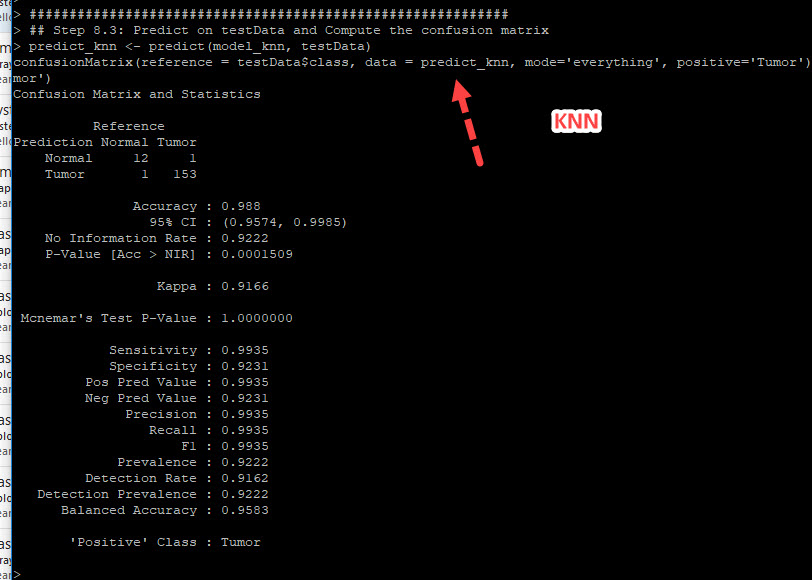 >
> ############################################################
> ## Step 8.3: Predict on testData and Compute the confusion matrix
> predict_knn <- predict(model_knn, testData)
confusionMatrix(reference = testData$class, data = predict_knn, mode='everything', positive='Tumor')
mor')
Confusion Matrix and Statistics
KNN
Reference
Prediction Normal Tumor
Normal 12 1
Tumor 1 153
Accuracy : 0.988
95% CI : (0.9574, 0.9985)
No Information Rate : 0.9222
P-Value [Acc > NIR] : 0.0001509
Kappa : 0.9166
Mcnemar's Test P-Value : 1.0000000
Sensitivity : 0.9935
Specificity : 0.9231
Pos Pred Value : 0.9935
Neg Pred Value : 0.9231
Precision : 0.9935
Recall : 0.9935
F1 : 0.9935
Prevalence : 0.9222
Detection Rate : 0.9162
Detection Prevalence : 0.9222
Balanced Accuracy : 0.9583
'Positive' Class : Tumor
>